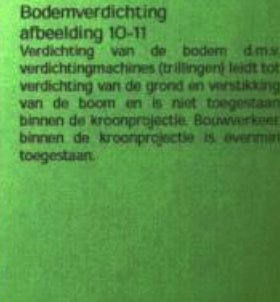 Bodemverdichting
afbeelding 10-11
Verdichting van de bodem d.m.v.
verdichtingmachines (trillingen) leidt tot
verdichting van de grond en verstikking
van de boom en is niet toegestaan
binnen de kroonprojectie. Bouwverkeer
binnen de kroonprojectie is evenmin
toegestaan.